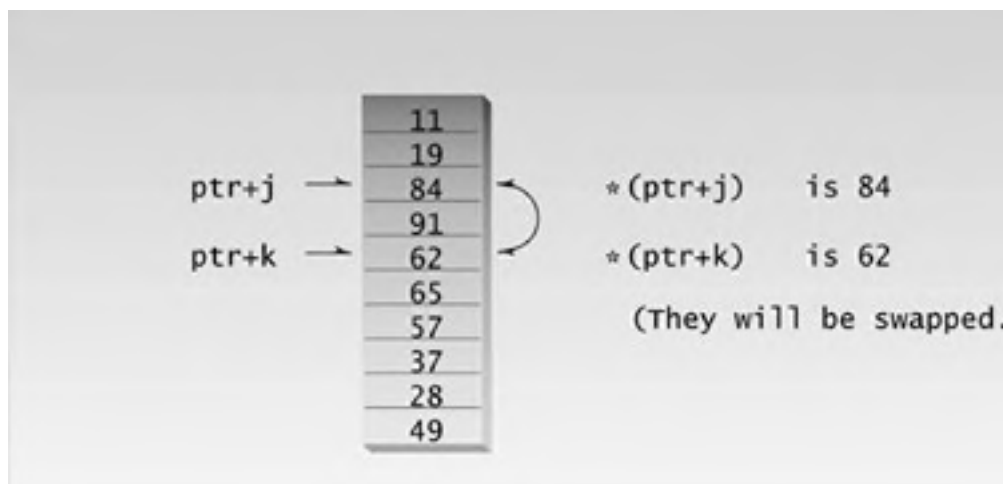 11
19
ptr+j 84 *(ptr+j) is 84
91
ptr+k 62 *(ptr+k) is 62
65
(They will be swapped.
57
37
28
49